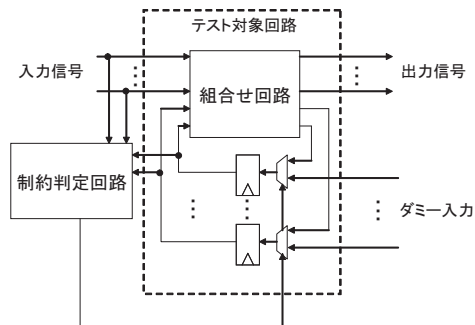 テスト対象回路
入力信号
組合せ回路
出力信号
制約判定回路
ダミー入力